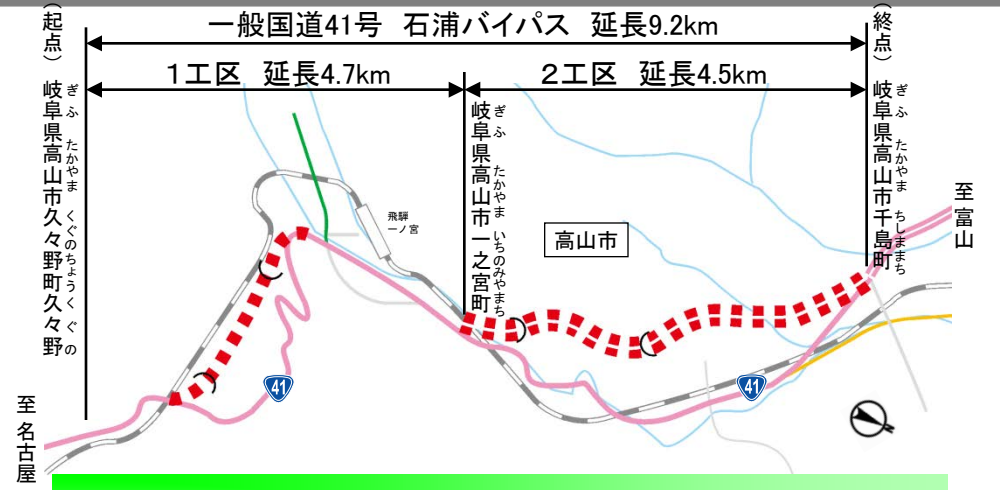 一般国道41号 石浦バイパス 延長9.2km
1工区 延長4.7km
2工区 延長4.5km
（起点）
岐阜県高山市久々野町久々野
ぎふ たかやま くぐのちょうくぐの
岐阜県高山市一之宮町
ぎふ たかやま いちのみやまち
（終点）
岐阜県高山市千島町
ぎふ たかやま ちしままち
至 富山
飛騨
一ノ宮
高山市
41
41
至 名古屋